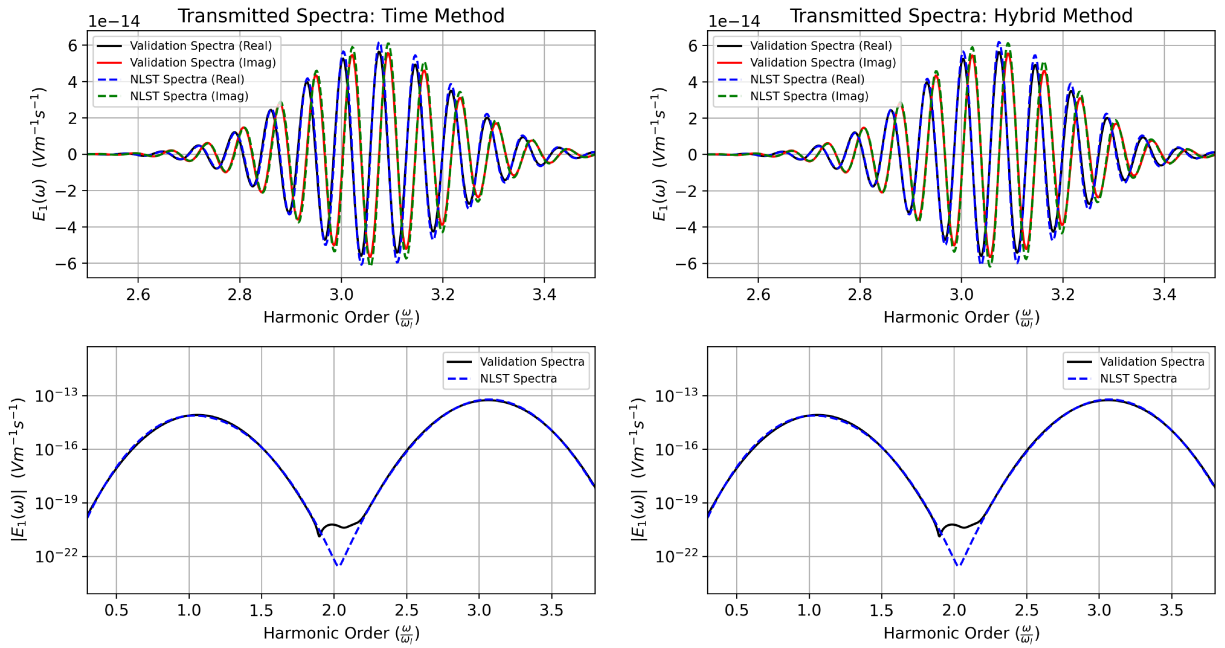 Transmitted Spectra: Time Method
1e−14
Validation Spectra (Real)
Validation Spectra (Imag)
NLST Spectra (Real)
NLST Spectra (Imag)
6
4
2
0
−2
−4
−6
E₁(ω) (Vm⁻¹s⁻¹)
2.6 2.8 3.0 3.2 3.4
Harmonic Order (ω/ωₗ)
Transmitted Spectra: Hybrid Method
1e−14
Validation Spectra (Real)
Validation Spectra (Imag)
NLST Spectra (Real)
NLST Spectra (Imag)
6
4
2
0
−2
−4
−6
E₁(ω) (Vm⁻¹s⁻¹)
2.6 2.8 3.0 3.2 3.4
Harmonic Order (ω/ωₗ)
Validation Spectra
NLST Spectra
10⁻¹³
10⁻¹⁶
10⁻¹⁹
10⁻²²
|E₁(ω)| (Vm⁻¹s⁻¹)
0.5 1.0 1.5 2.0 2.5 3.0 3.5
Harmonic Order (ω/ωₗ)
Validation Spectra
NLST Spectra
10⁻¹³
10⁻¹⁶
10⁻¹⁹
10⁻²²
|E₁(ω)| (Vm⁻¹s⁻¹)
0.5 1.0 1.5 2.0 2.5 3.0 3.5
Harmonic Order (ω/ωₗ)